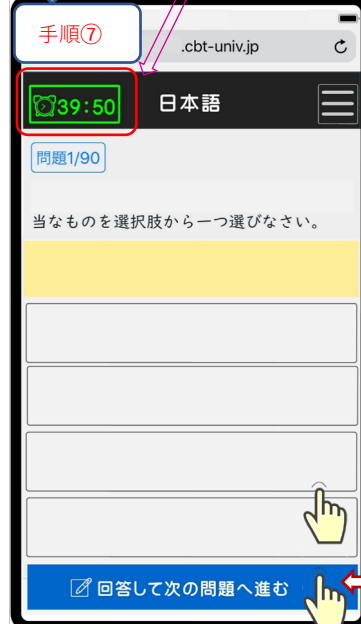 手順⑦
.cbt-univ.jp
39:50
日本語
問題1/90
当なものを選択肢から一つ選びなさい。
回答して次の問題へ進む